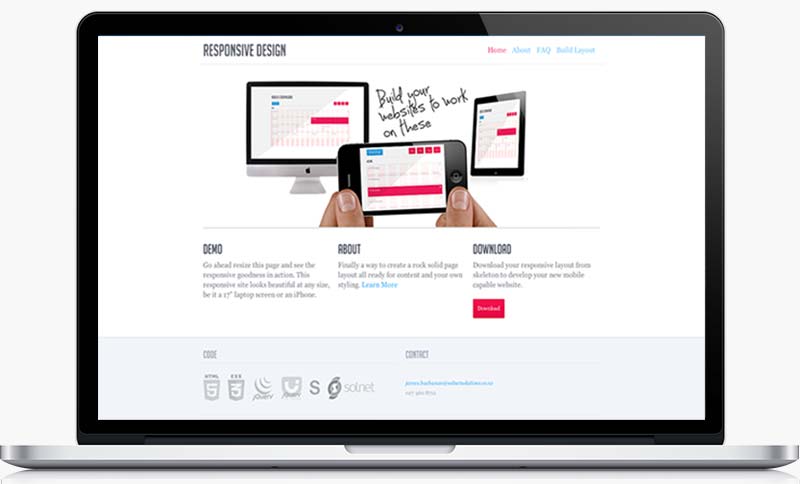 RESPONSIVE DESIGN
Home About FAQ Build Layout
Build your
websites to work
on these
DEMO
Go ahead resize this page and see the
responsive goodness in action. This
responsive site looks beautiful at any size,
be it a 17" laptop screen or an iPhone.
ABOUT
Finally a way to create a rock solid page
layout all ready for content and your own
styling. Learn More
DOWNLOAD
Download your responsive layout from
skeleton to develop your new mobile
capable website.
Download
CODE
HTML
5
CSS
3
jQuery
jQuery
S
solnet
CONTACT